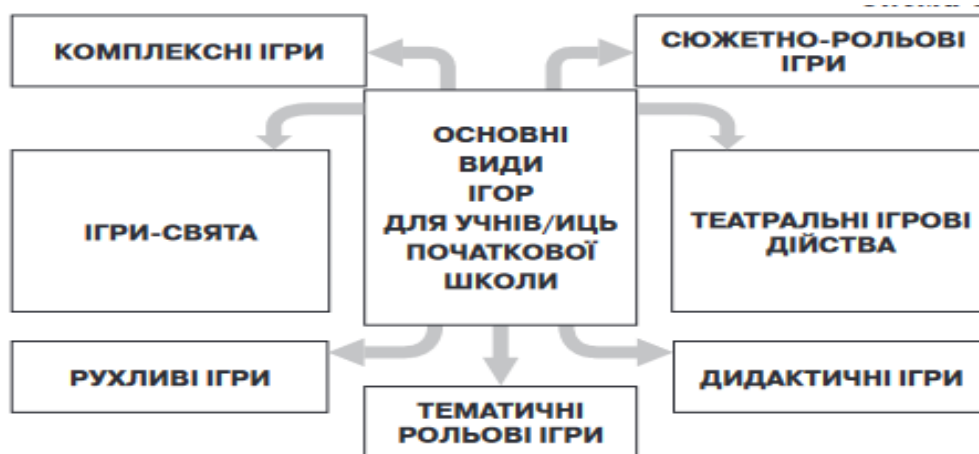 КОМПЛЕКСНІ ІГРИ
СЮЖЕТНО-РОЛЬОВІ
ІГРИ
ОСНОВНІ
ВИДИ
ІГОР
ДЛЯ УЧНІВ/ИЦЬ
ПОЧАТКОВОЇ
ШКОЛИ
ІГРИ-СВЯТА
ТЕАТРАЛЬНІ ІГРОВІ
ДІЙСТВА
РУХЛИВІ ІГРИ
ТЕМАТИЧНІ
РОЛЬОВІ ІГРИ
ДИДАКТИЧНІ ІГРИ